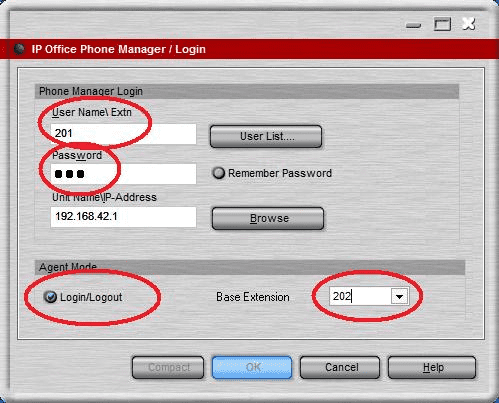 IP Office Phone Manager / Login
Phone Manager Login
User Name\ Extn
201
User List....
Password
Remember Password
Unit Name\IP-Address
192.168.42.1
Browse
Agent Mode
Login/Logout
Base Extension
202
Compact
OK
Cancel
Help